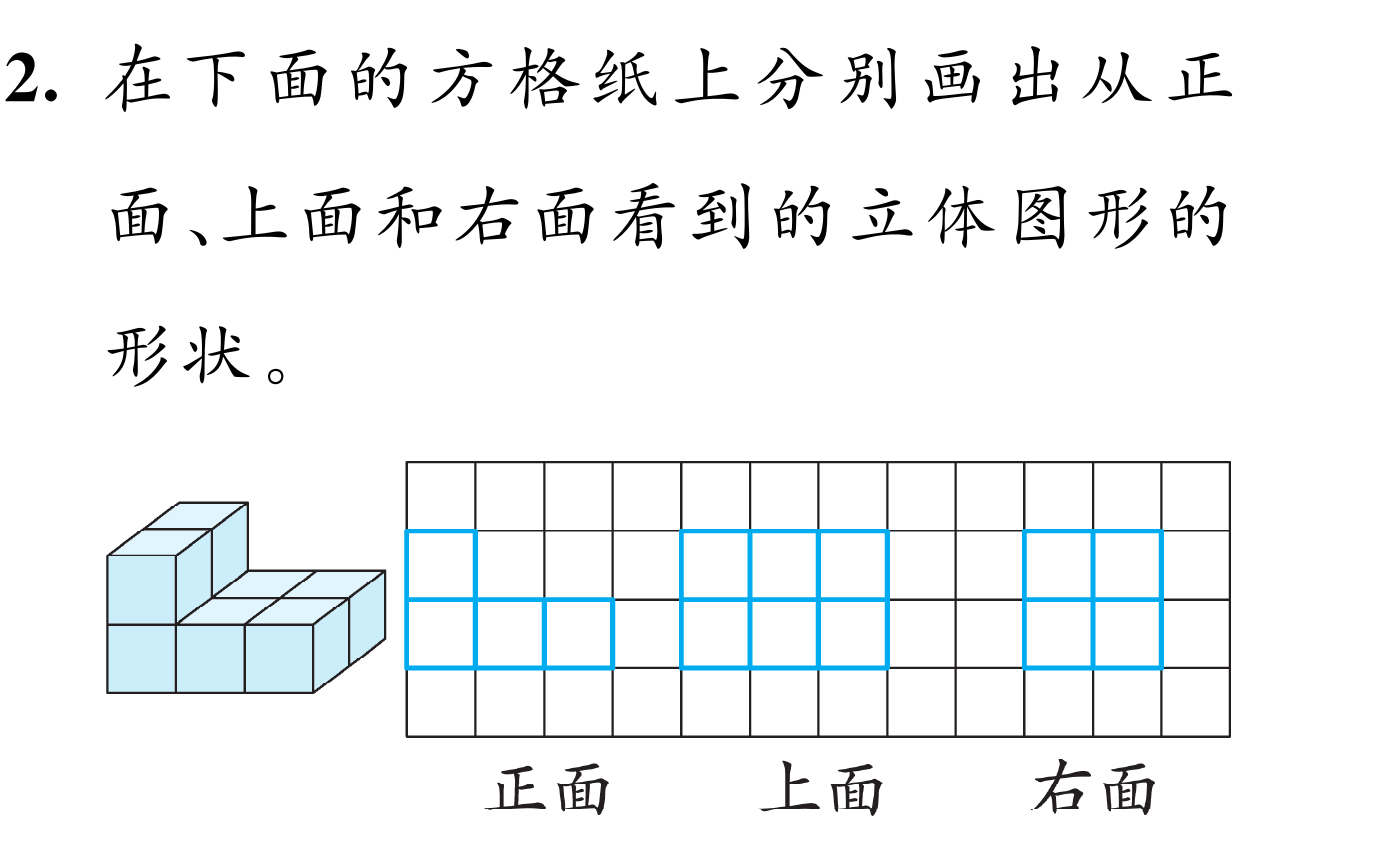 2. 在下面的方格纸上分别画出从正
面、上面和右面看到的立体图形的
形状。
正面 上面 右面